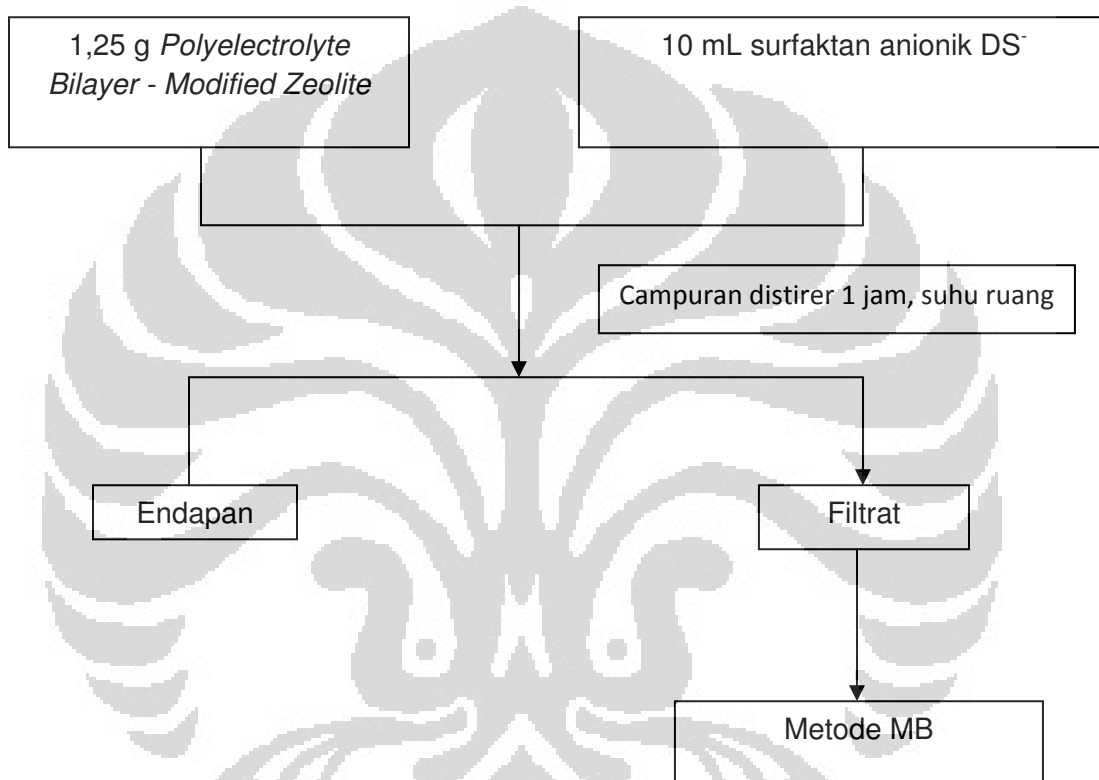 1,25 g Polyelectrolyte
Bilayer - Modified Zeolite
10 mL surfaktan anionik DS⁻
Campuran distirer 1 jam, suhu ruang
Endapan
Filtrat
Metode MB